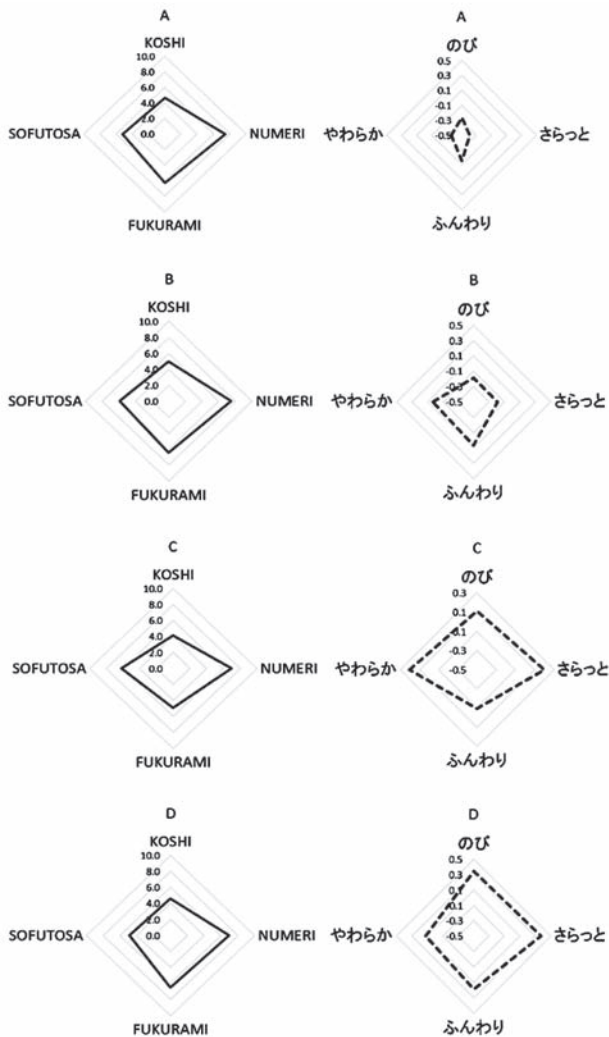 A
KOSHI
10.0
8.0
6.0
4.0
2.0
0.0
SOFUTOSA
NUMERI
FUKURAMI
A
のび
0.5
0.3
0.1
-0.1
-0.3
-0.5
やわらか
さらっと
ふんわり
B
KOSHI
10.0
8.0
6.0
4.0
2.0
0.0
SOFUTOSA
NUMERI
FUKURAMI
B
のび
0.5
0.3
0.1
-0.1
-0.3
-0.5
やわらか
さらっと
ふんわり
C
KOSHI
10.0
8.0
6.0
4.0
2.0
0.0
SOFUTOSA
NUMERI
FUKURAMI
C
のび
0.3
0.1
-0.1
-0.3
-0.5
やわらか
さらっと
ふんわり
D
KOSHI
10.0
8.0
6.0
4.0
2.0
0.0
SOFUTOSA
NUMERI
FUKURAMI
D
のび
0.5
0.3
0.1
-0.1
-0.3
-0.5
やわらか
さらっと
ふんわり